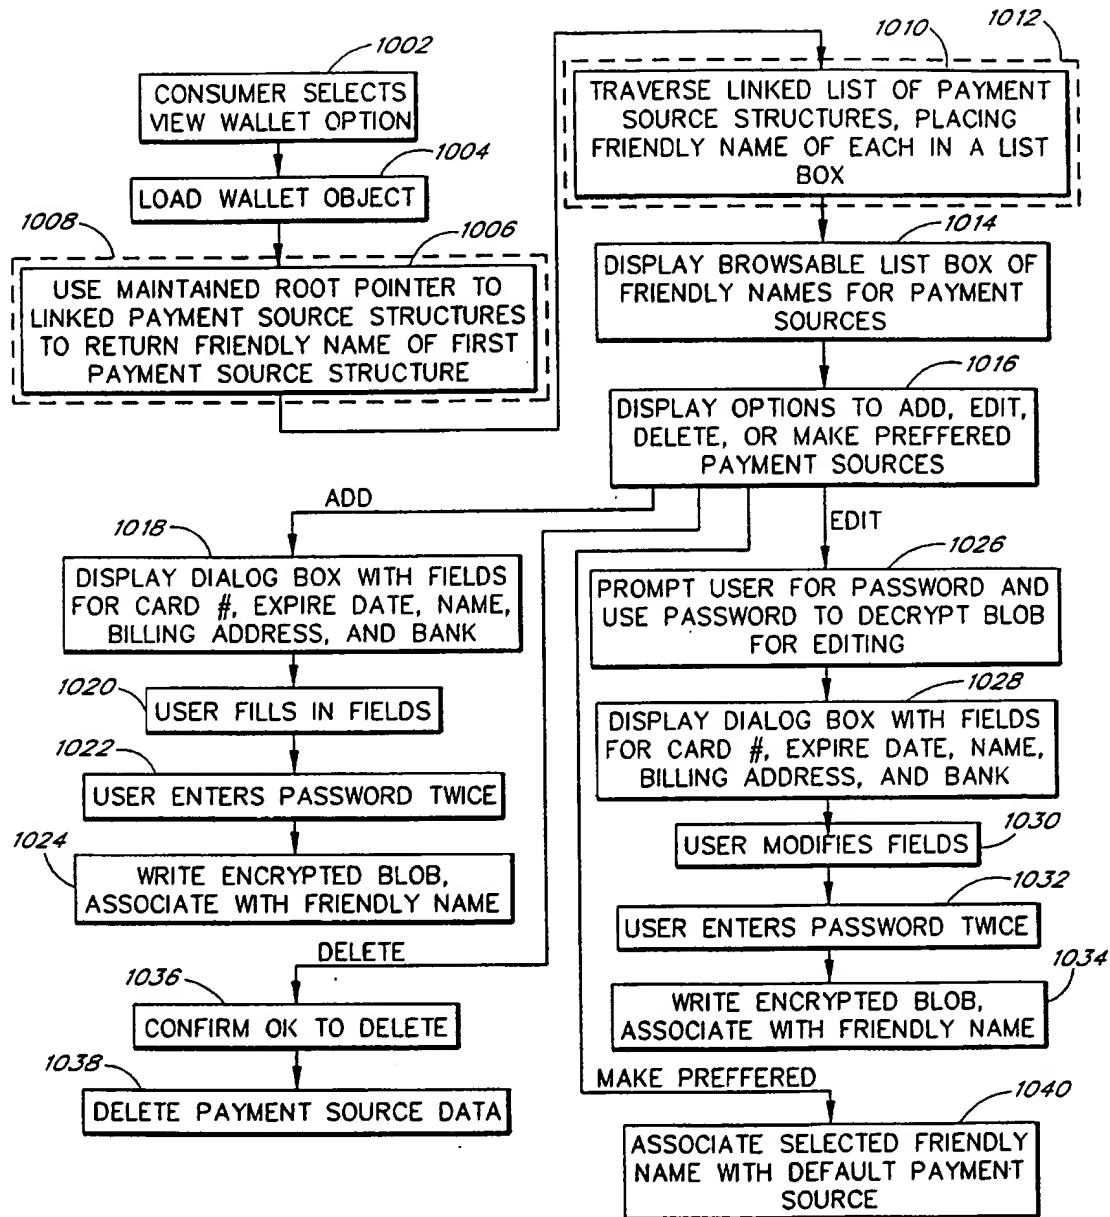 1002
CONSUMER SELECTS
VIEW WALLET OPTION
1004
LOAD WALLET OBJECT
1008
1006
USE MAINTAINED ROOT POINTER TO
LINKED PAYMENT SOURCE STRUCTURES
TO RETURN FRIENDLY NAME OF FIRST
PAYMENT SOURCE STRUCTURE
1010
1012
TRAVERSE LINKED LIST OF PAYMENT
SOURCE STRUCTURES, PLACING
FRIENDLY NAME OF EACH IN A LIST
BOX
1014
DISPLAY BROWSABLE LIST BOX OF
FRIENDLY NAMES FOR PAYMENT
SOURCES
1016
DISPLAY OPTIONS TO ADD, EDIT,
DELETE, OR MAKE PREFFERED
PAYMENT SOURCES
ADD
1018
DISPLAY DIALOG BOX WITH FIELDS
FOR CARD #, EXPIRE DATE, NAME,
BILLING ADDRESS, AND BANK
1020
USER FILLS IN FIELDS
1022
USER ENTERS PASSWORD TWICE
1024
WRITE ENCRYPTED BLOB,
ASSOCIATE WITH FRIENDLY NAME
EDIT
1026
PROMPT USER FOR PASSWORD AND
USE PASSWORD TO DECRYPT BLOB
FOR EDITING
1028
DISPLAY DIALOG BOX WITH FIELDS
FOR CARD #, EXPIRE DATE, NAME,
BILLING ADDRESS, AND BANK
1030
USER MODIFIES FIELDS
1032
USER ENTERS PASSWORD TWICE
1034
WRITE ENCRYPTED BLOB,
ASSOCIATE WITH FRIENDLY NAME
DELETE
1036
CONFIRM OK TO DELETE
1038
DELETE PAYMENT SOURCE DATA
MAKE PREFFERED
1040
ASSOCIATE SELECTED FRIENDLY
NAME WITH DEFAULT PAYMENT
SOURCE